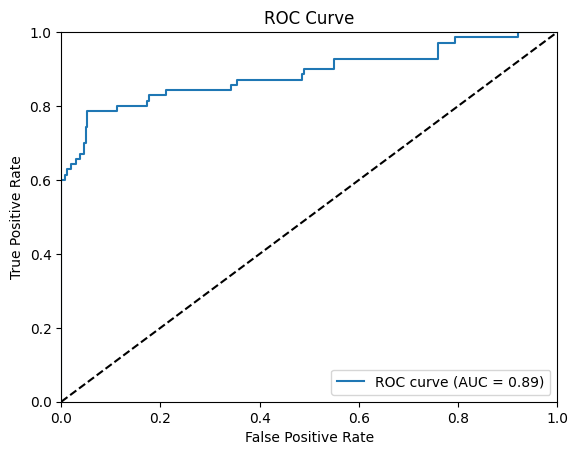 ROC Curve
1.0
0.8
0.6
0.4
0.2
0.0
True Positive Rate
ROC curve (AUC = 0.89)
0.0 0.2 0.4 0.6 0.8 1.0
False Positive Rate